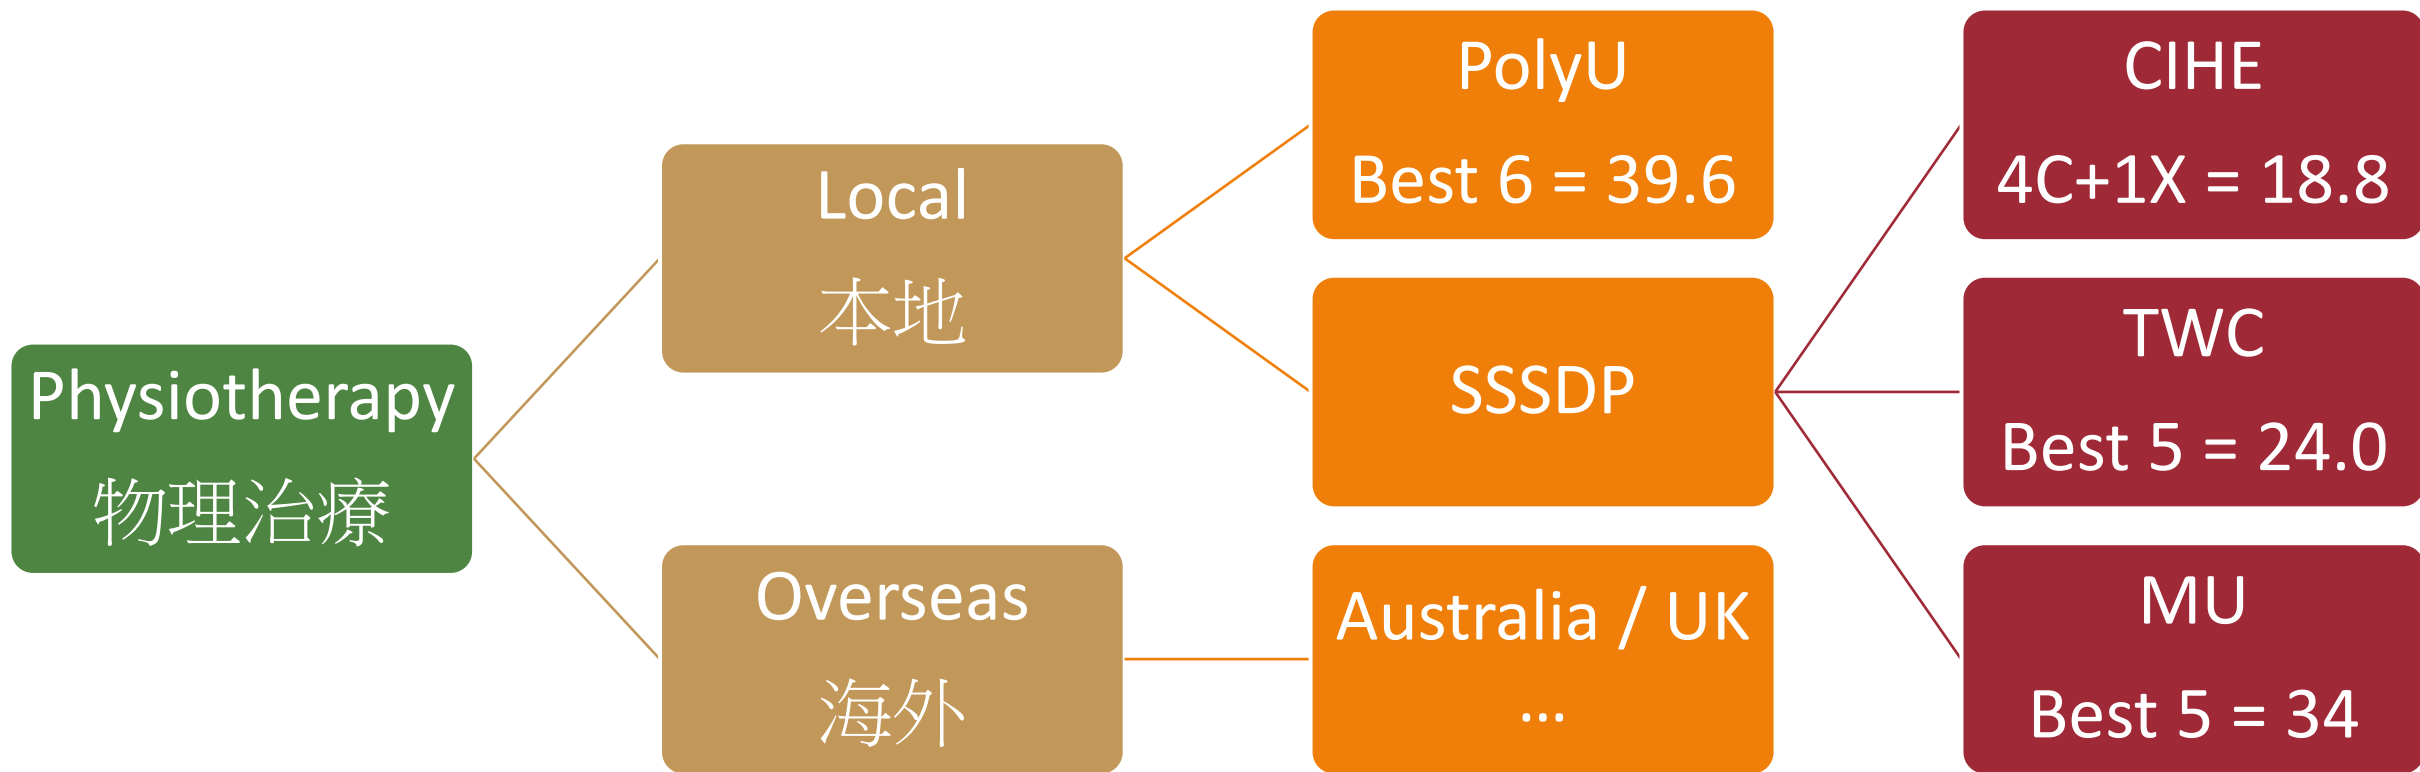 Physiotherapy
物理治療
Local
本地
Overseas
海外
PolyU
Best 6 = 39.6
SSSDP
Australia / UK
...
CIHE
4C+1X = 18.8
TWC
Best 5 = 24.0
MU
Best 5 = 34